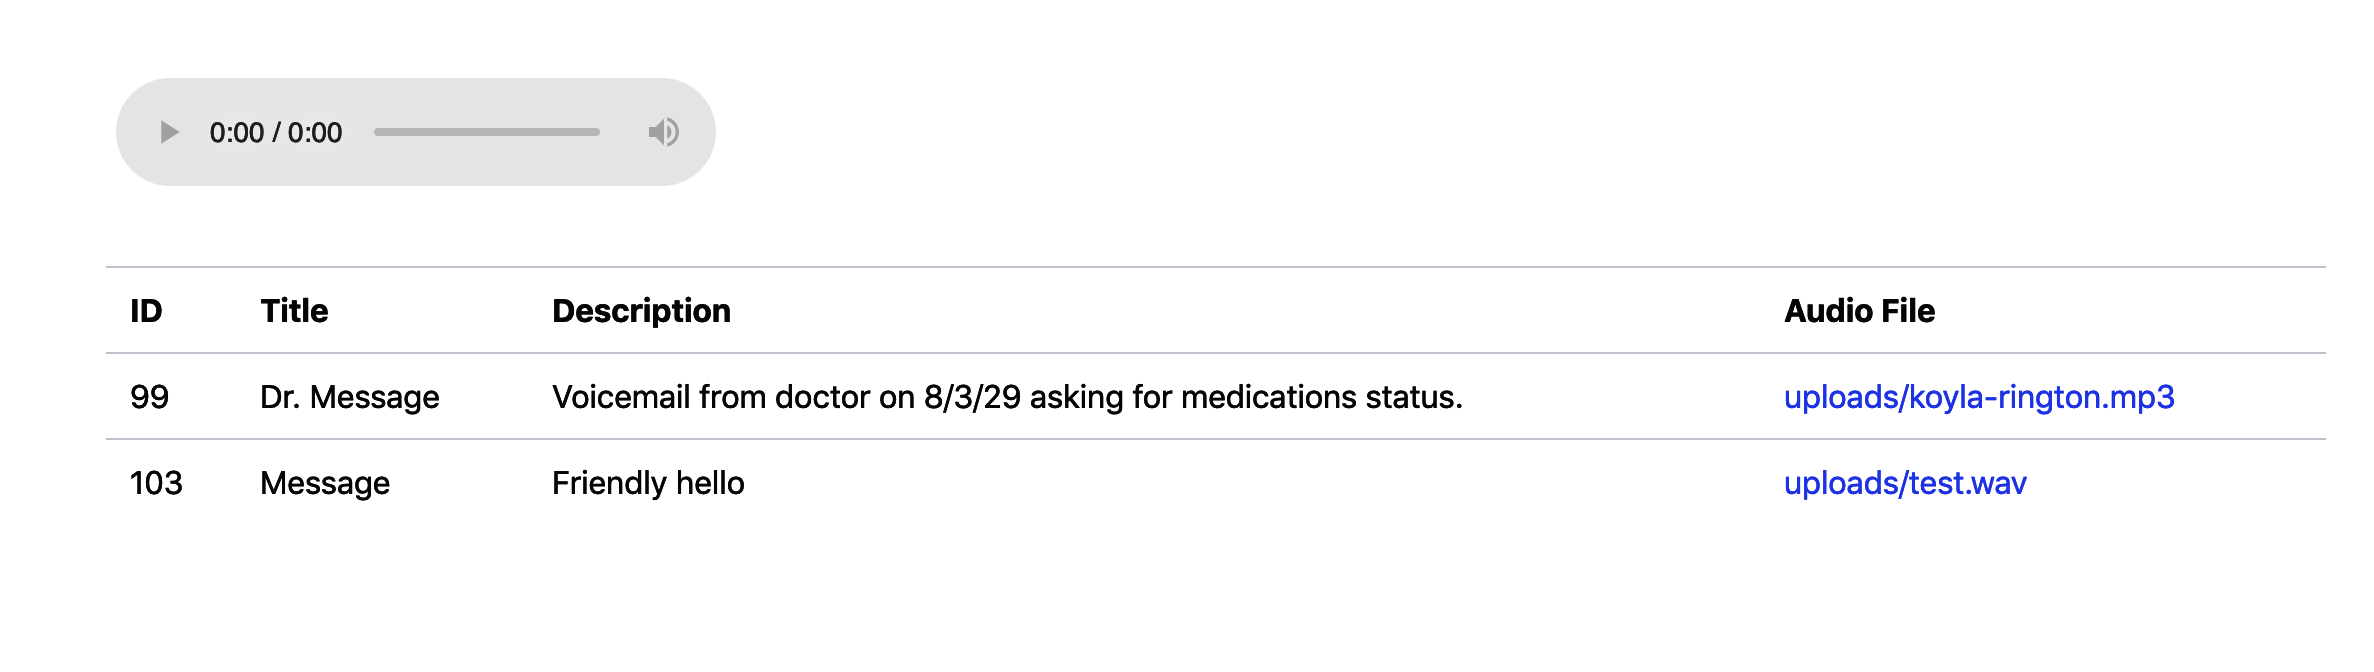 0:00 / 0:00
ID Title Description Audio File
99 Dr. Message Voicemail from doctor on 8/3/29 asking for medications status. uploads/koyla-rington.mp3
103 Message Friendly hello uploads/test.wav